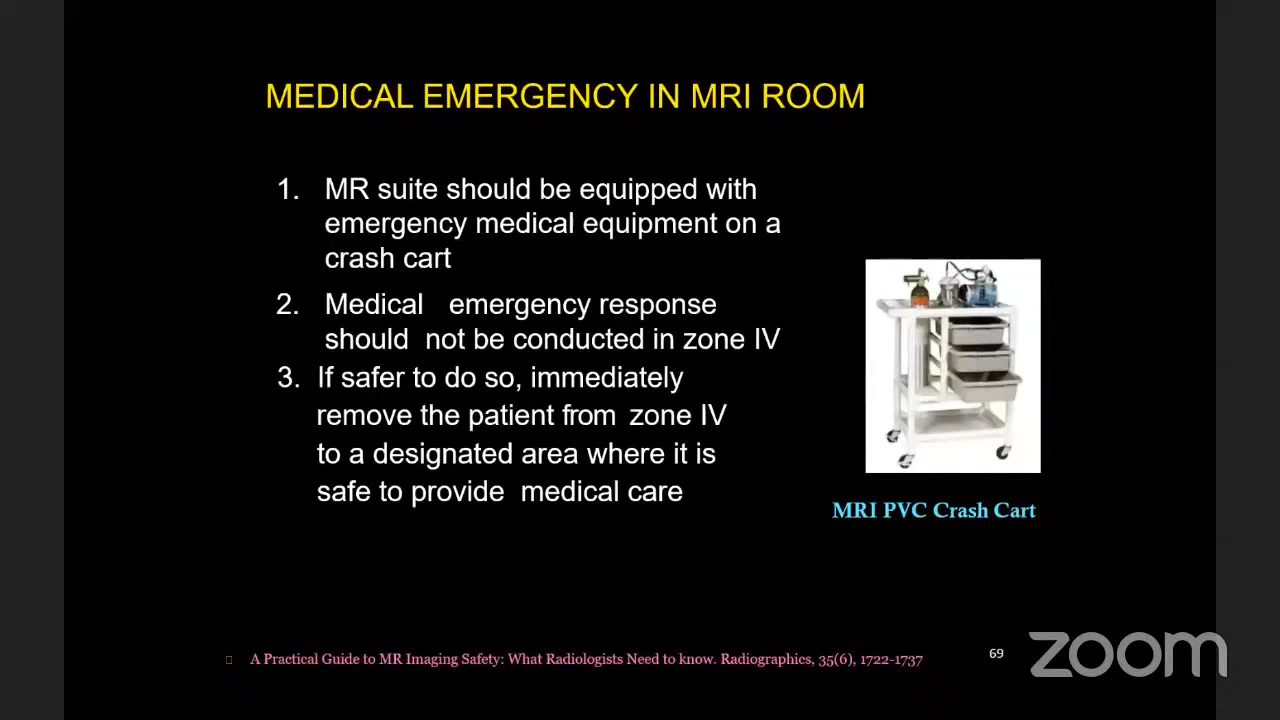 MEDICAL EMERGENCY IN MRI ROOM
1. MR suite should be equipped with
emergency medical equipment on a
crash cart
2. Medical emergency response
should not be conducted in zone IV
3. If safer to do so, immediately
remove the patient from zone IV
to a designated area where it is
safe to provide medical care
MRI PVC Crash Cart
A Practical Guide to MR Imaging Safety: What Radiologists Need to know. Radiographics, 35(6), 1722-1737
69
zoom